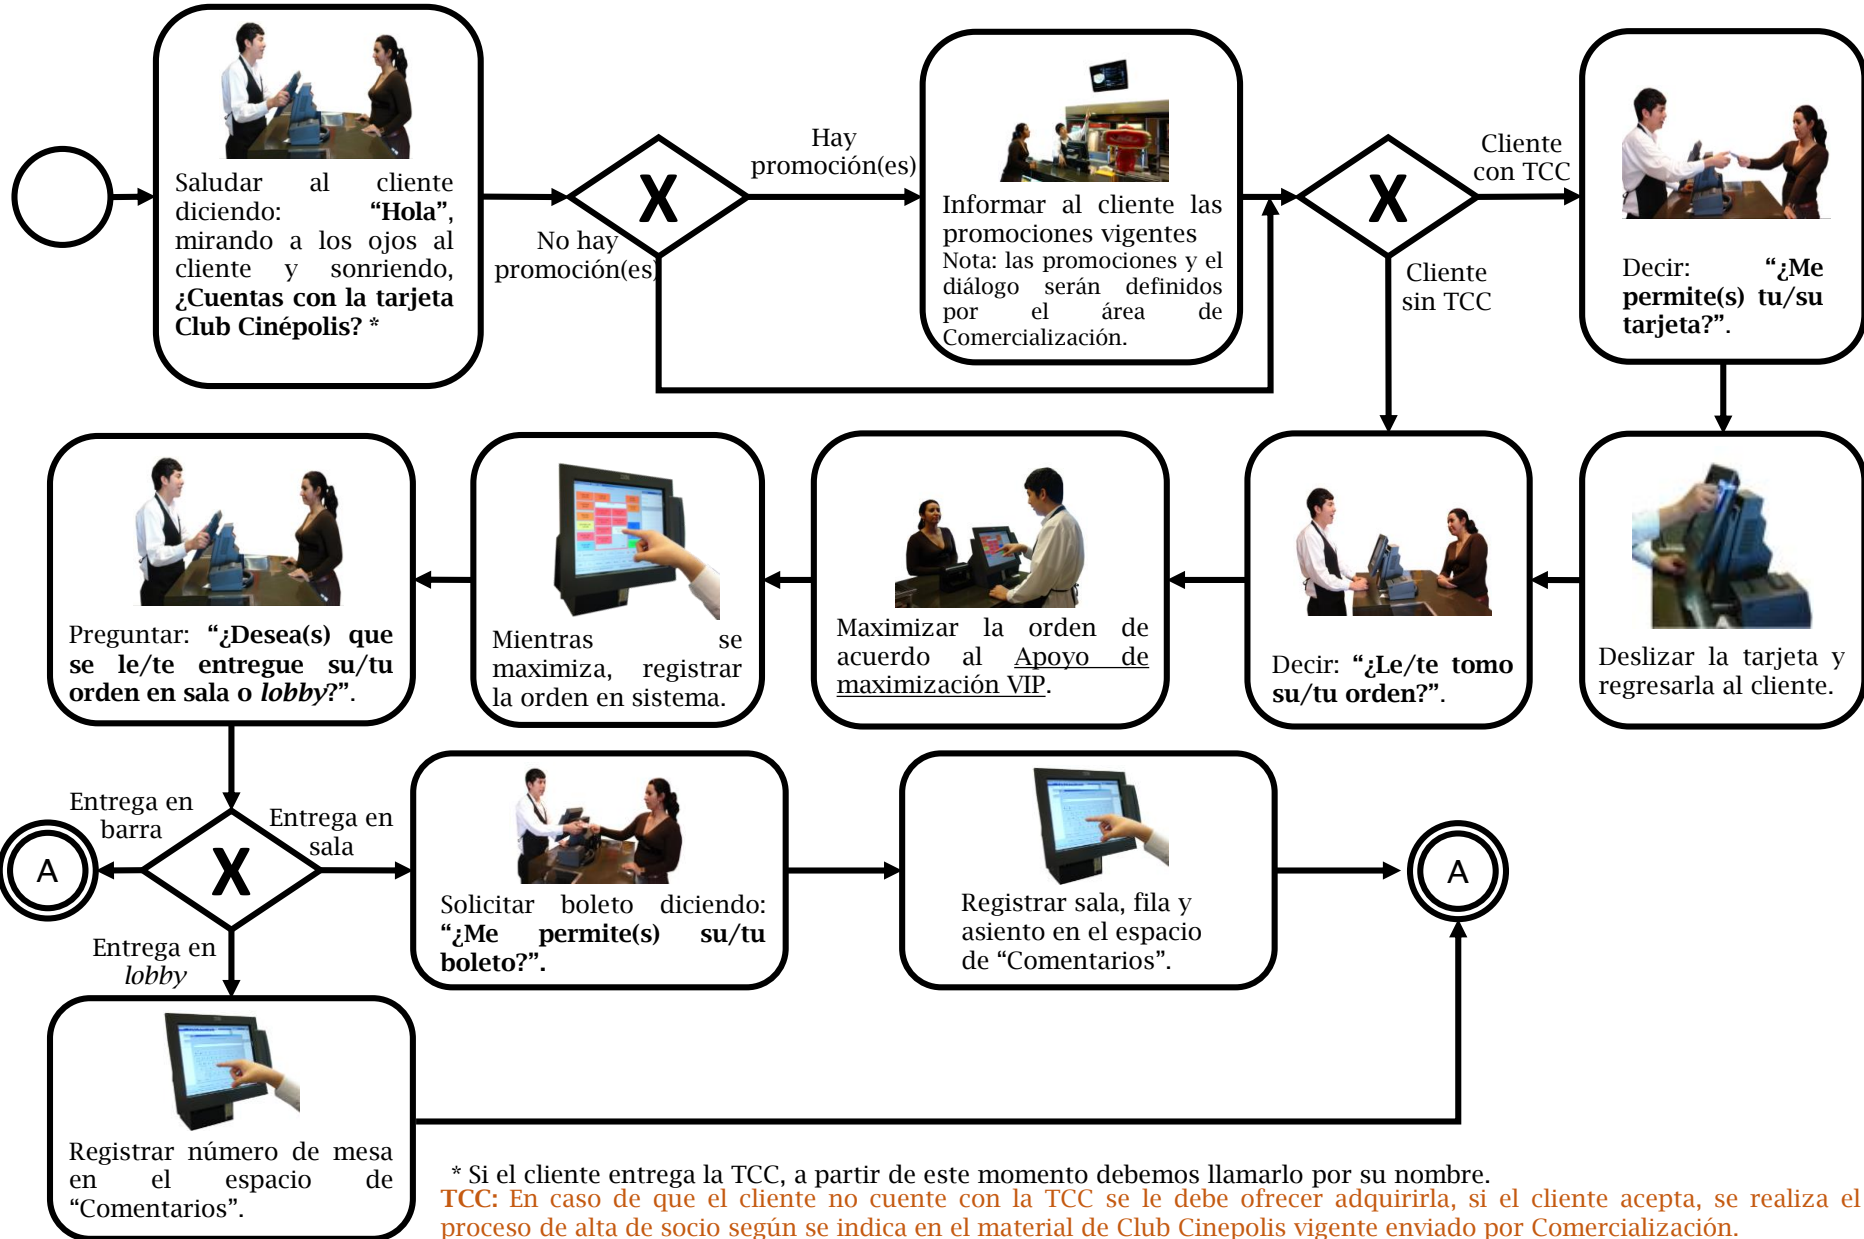 Saludar al cliente
diciendo: “Hola”,
mirando a los ojos al
cliente y sonriendo,
¿Cuentas con la tarjeta
Club Cinépolis? *
X
No hay
promoción(es)
Hay
promoción(es)
Informar al cliente las
promociones vigentes
Nota: las promociones y el
diálogo serán definidos
por el área de
Comercialización.
X
Cliente
con TCC
Cliente
sin TCC
Decir: “¿Me
permite(s) tu/su
tarjeta?”.
Deslizar la tarjeta y
regresarla al cliente.
Decir: “¿Le/te tomo
su/tu orden?”.
Maximizar la orden de
acuerdo al Apoyo de
maximización VIP.
Mientras se
maximiza, registrar
la orden en sistema.
Preguntar: “¿Desea(s) que
se le/te entregue su/tu
orden en sala o lobby?”.
X
Entrega en
barra
A
Entrega en
sala
Solicitar boleto diciendo:
“¿Me permite(s) su/tu
boleto?”.
Registrar sala, fila y
asiento en el espacio
de “Comentarios”.
A
Entrega en
lobby
Registrar número de mesa
en el espacio de
“Comentarios”.
* Si el cliente entrega la TCC, a partir de este momento debemos llamarlo por su nombre.
TCC: En caso de que el cliente no cuente con la TCC se le debe ofrecer adquirirla, si el cliente acepta, se realiza el
proceso de alta de socio según se indica en el material de Club Cinepolis vigente enviado por Comercialización.